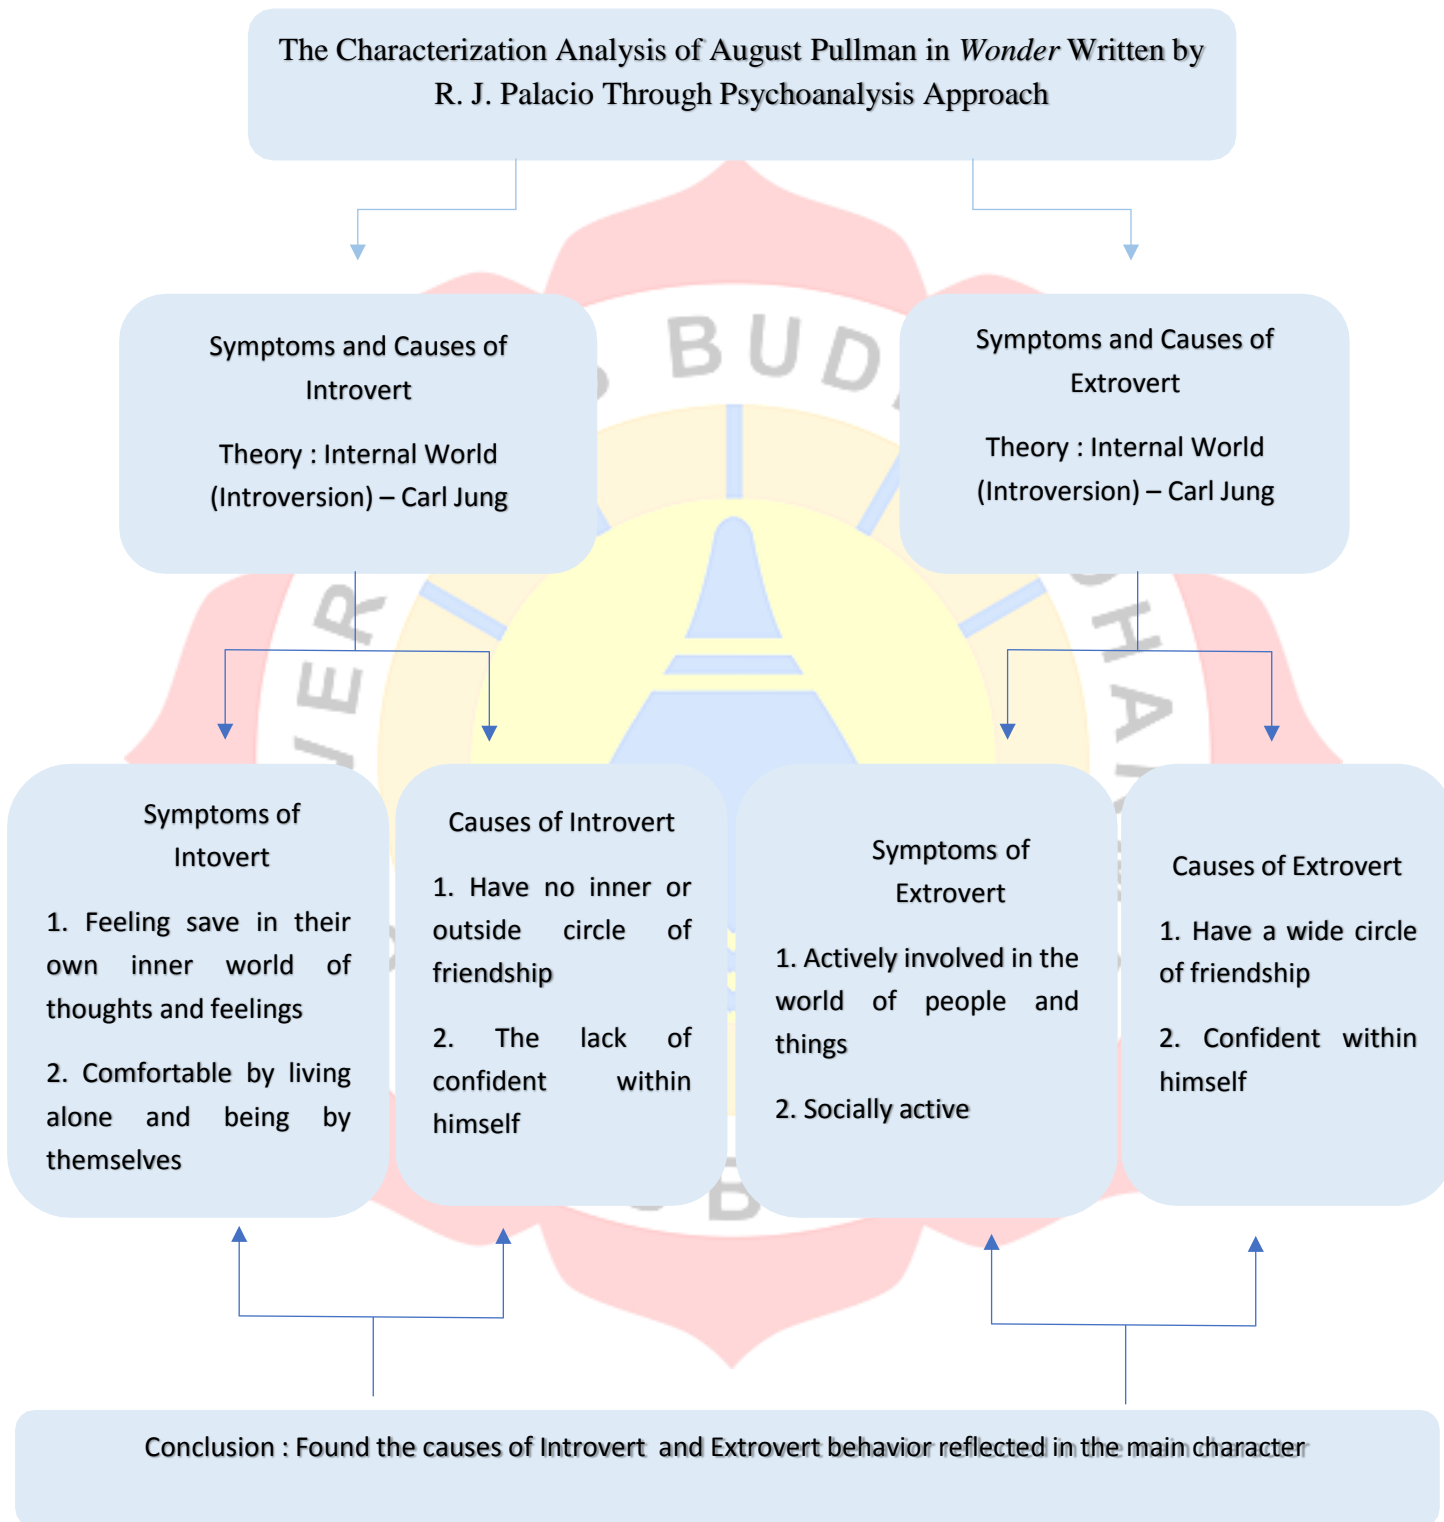 The Characterization Analysis of August Pullman in Wonder Written by
R. J. Palacio Through Psychoanalysis Approach
Symptoms and Causes of
Introvert
Theory : Internal World
(Introversion) – Carl Jung
Symptoms and Causes of
Extrovert
Theory : Internal World
(Introversion) – Carl Jung
Symptoms of
Intovert
1. Feeling save in their
own inner world of
thoughts and feelings
2. Comfortable by living
alone and being by
themselves
Causes of Introvert
1. Have no inner or
outside circle of
friendship
2. The lack of
confident within
himself
Symptoms of
Extrovert
1. Actively involved in the
world of people and
things
2. Socially active
Causes of Extrovert
1. Have a wide circle
of friendship
2. Confident within
himself
Conclusion : Found the causes of Introvert and Extrovert behavior reflected in the main character